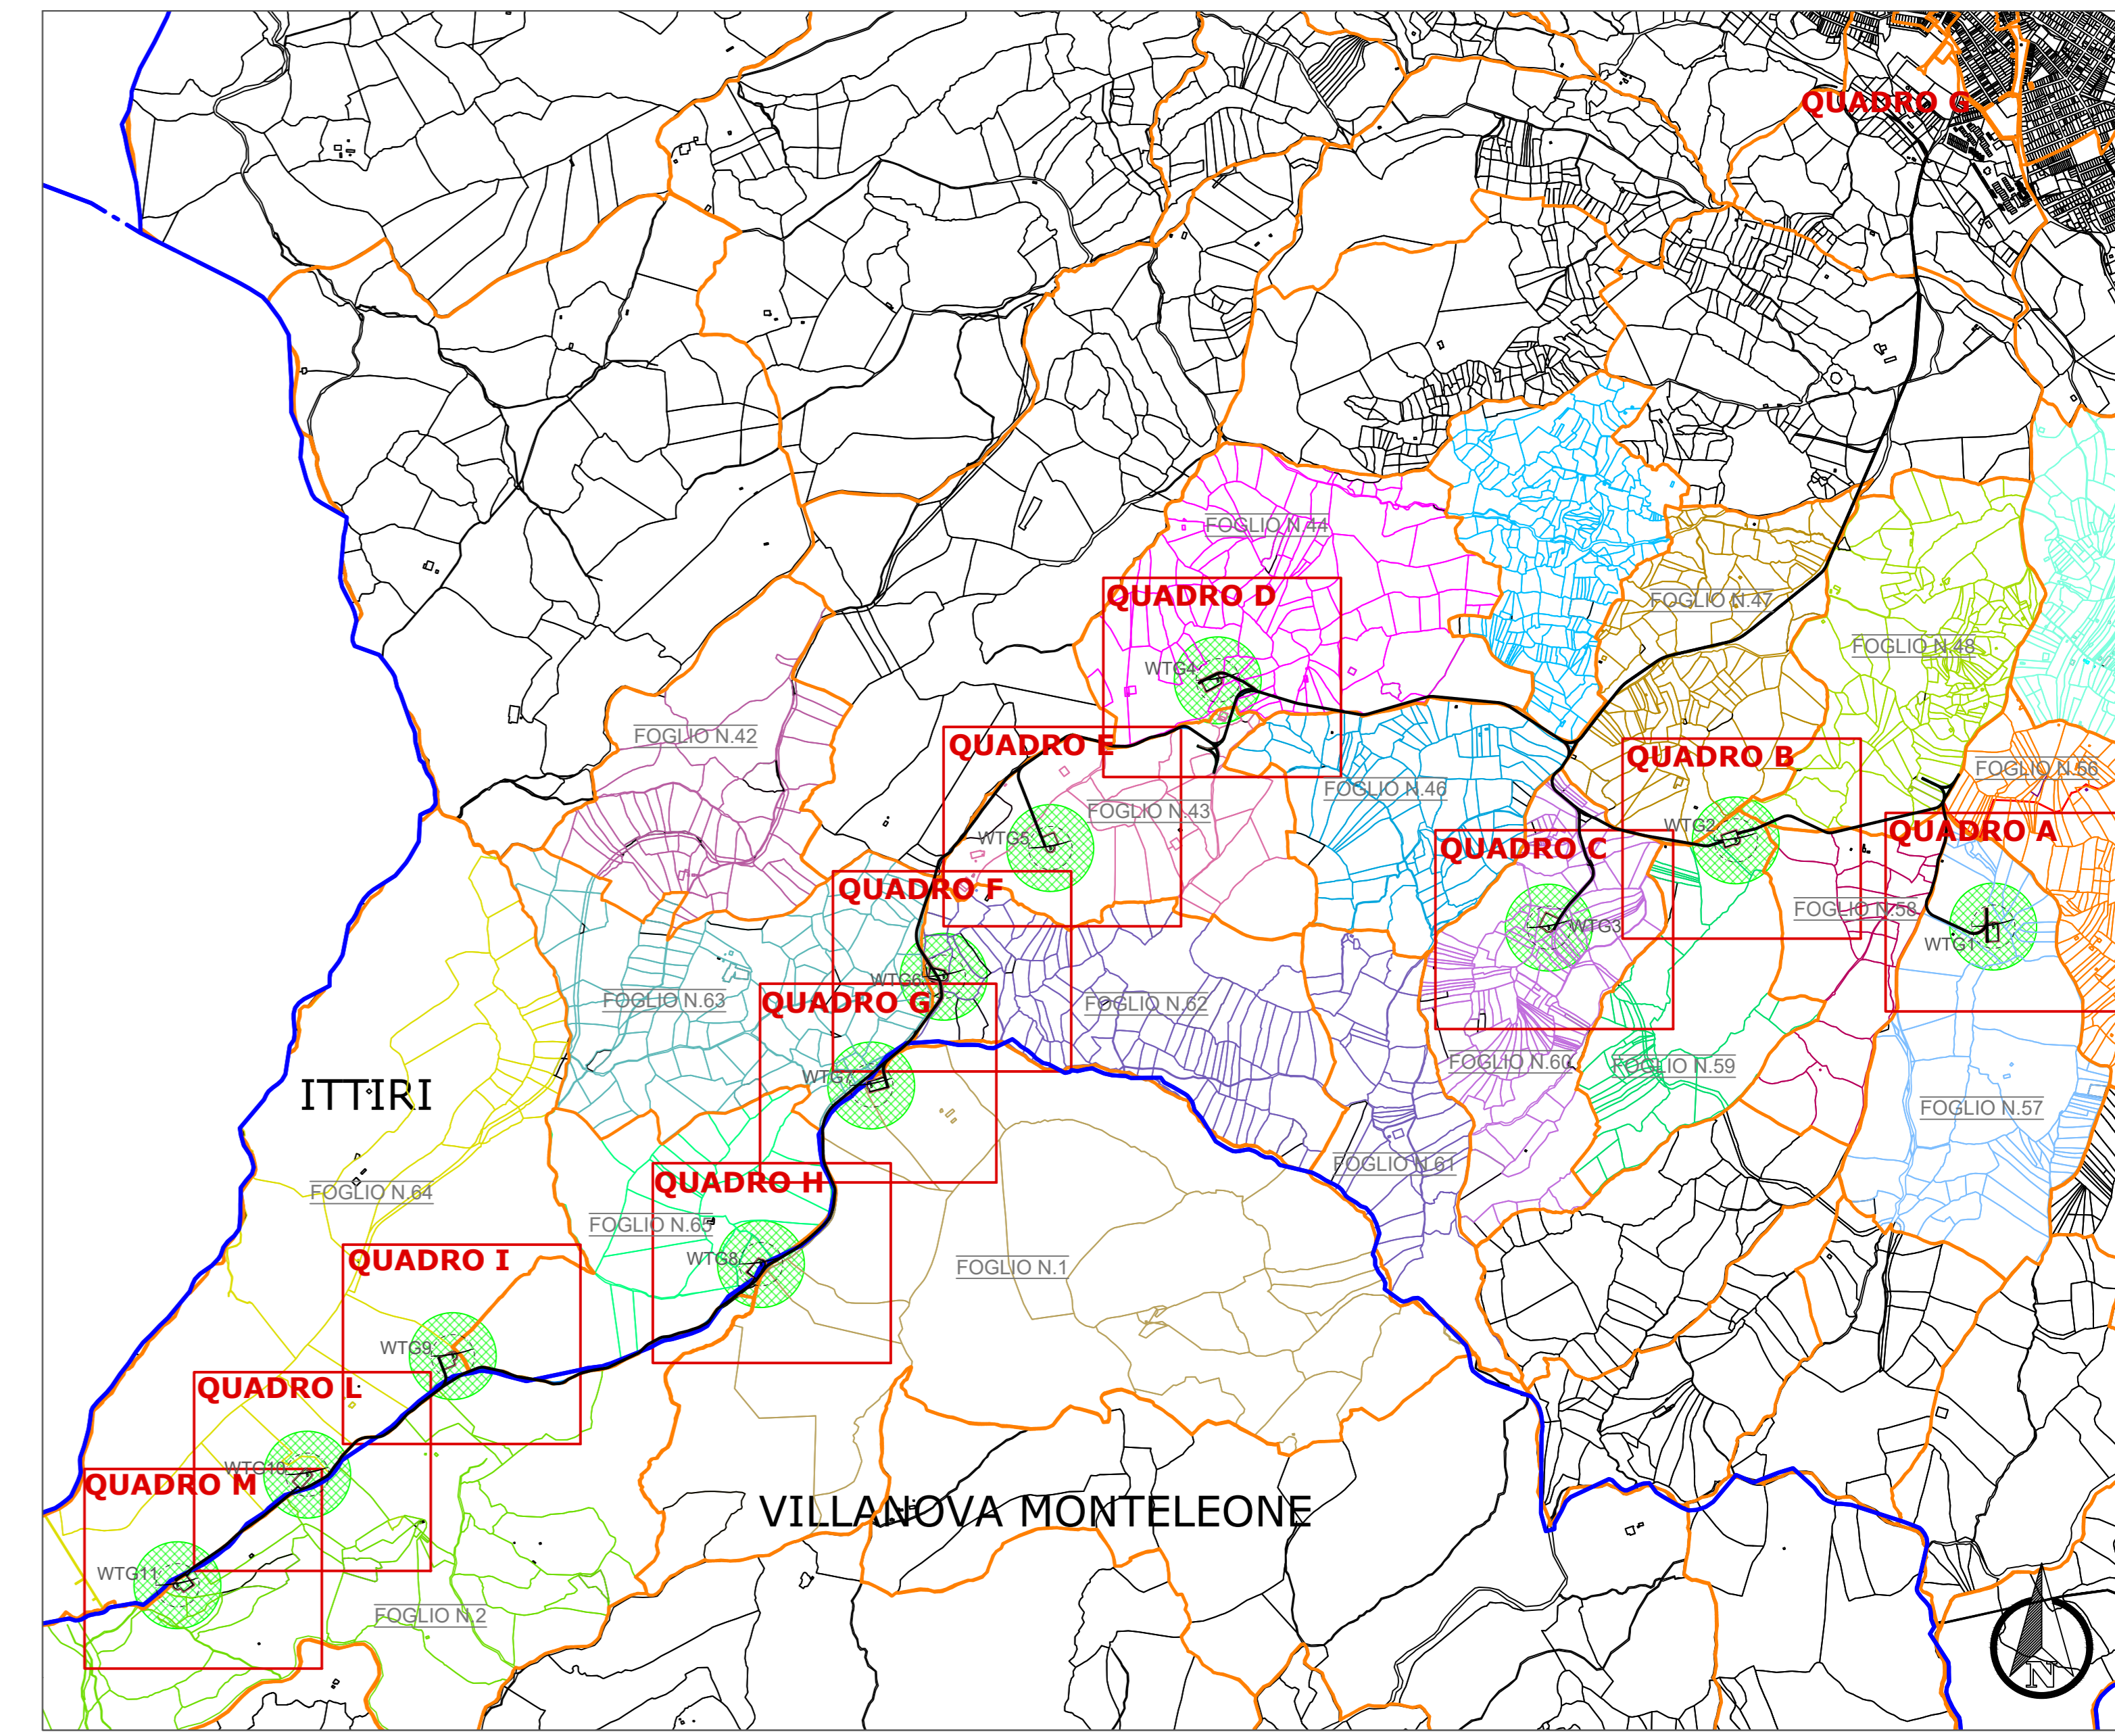 QUADRO G
FOGLIO N.44
QUADRO D
FOGLIO N.47
FOGLIO N.48
WTG4
FOGLIO N.42
QUADRO E
QUADRO B
FOGLIO N.56
FOGLIO N.46
FOGLIO N.43
WTG5
WTG2
QUADRO A
QUADRO C
QUADRO F
FOGLIO N.58
WTG3
WTG1
WTG6
FOGLIO N.63
QUADRO G
FOGLIO N.62
FOGLIO N.60
FOGLIO N.59
WTG7
ITTIRI
FOGLIO N.57
FOGLIO N.61
QUADRO H
FOGLIO N.64
FOGLIO N.65
WTG8
QUADRO I
FOGLIO N.1
WTG9
QUADRO L
WTG10
QUADRO M
VILLANOVA MONTELEONE
WTG11
FOGLIO N.2
N